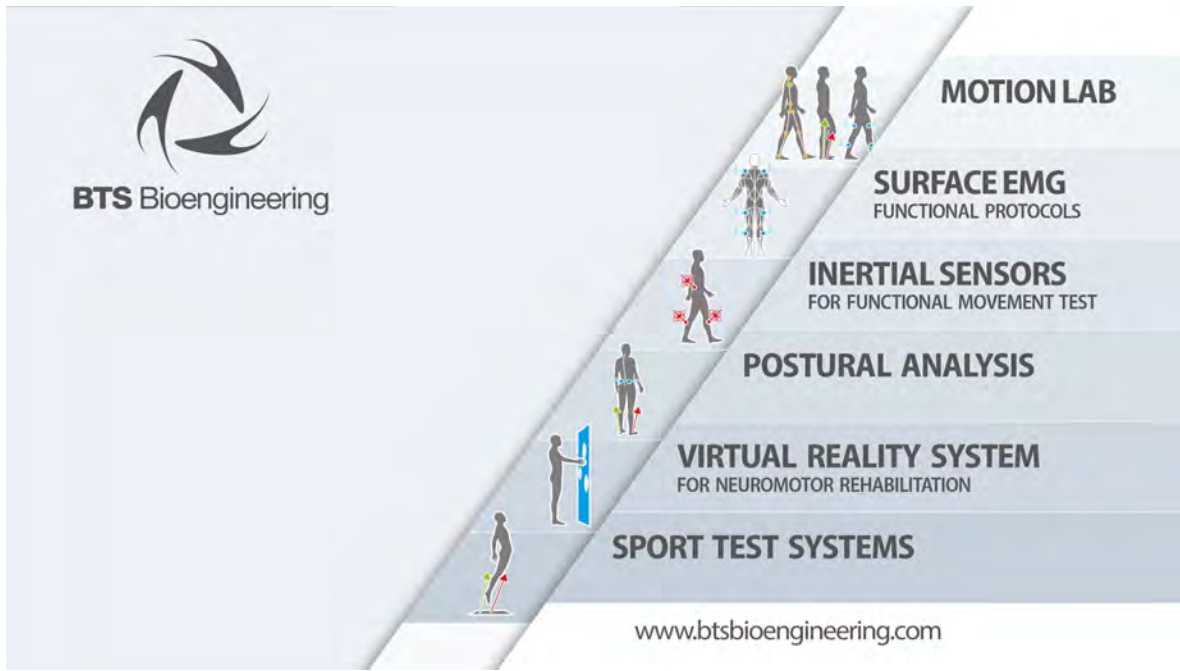 BTS Bioengineering
MOTION LAB
SURFACE EMG
FUNCTIONAL PROTOCOLS
INERTIAL SENSORS
FOR FUNCTIONAL MOVEMENT TEST
POSTURAL ANALYSIS
VIRTUAL REALITY SYSTEM
FOR NEUROMOTOR REHABILITATION
SPORT TEST SYSTEMS
www.btsbioengineering.com